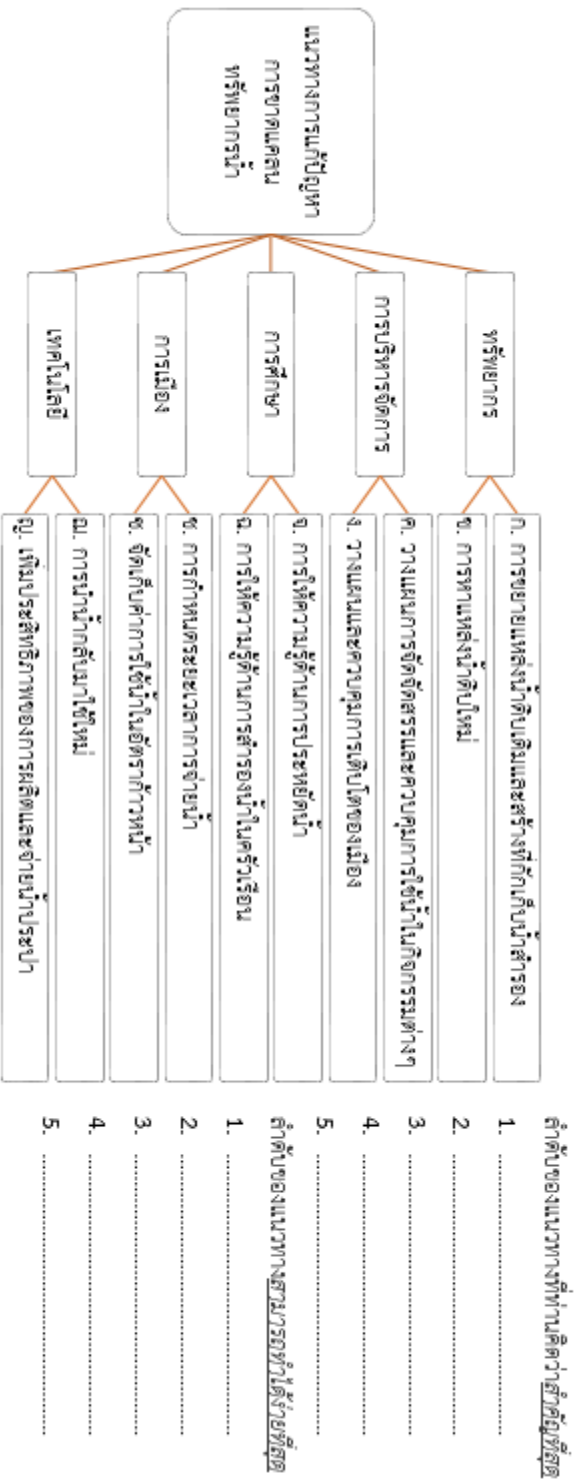 แนวทางการแก้ปัญหา
การขาดแคลน
ทรัพยากรน้ำ
ทรัพยากร
ก. การขยายแหล่งน้ำดิบเดิมและสร้างที่กักเก็บน้ำสำรอง
ข. การหาแหล่งน้ำดิบใหม่
การบริหารจัดการ
ค. วางแผนการจัดสรรและควบคุมการใช้น้ำในกิจกรรมต่างๆ
ง. วางแผนและควบคุมการเติบโตของเมือง
การศึกษา
จ. การให้ความรู้ด้านการประหยัดน้ำ
ฉ. การให้ความรู้ด้านการสำรองน้ำในครัวเรือน
การเมือง
ช. การกำหนดระยะเวลาการจ่ายน้ำ
ซ. จัดเก็บค่าการใช้น้ำในอัตราก้าวหน้า
เทคโนโลยี
ฌ. การนำน้ำกลับมาใช้ใหม่
ญ. เพิ่มประสิทธิภาพของการผลิตและจ่ายน้ำประปา
ลำดับของแนวทางที่ท่านคิดว่าสำคัญที่สุด
1. ........................................
2. ........................................
3. ........................................
4. ........................................
5. ........................................
ลำดับของแนวทางสามารถทำได้ง่ายที่สุด
1. ........................................
2. ........................................
3. ........................................
4. ........................................
5. ........................................